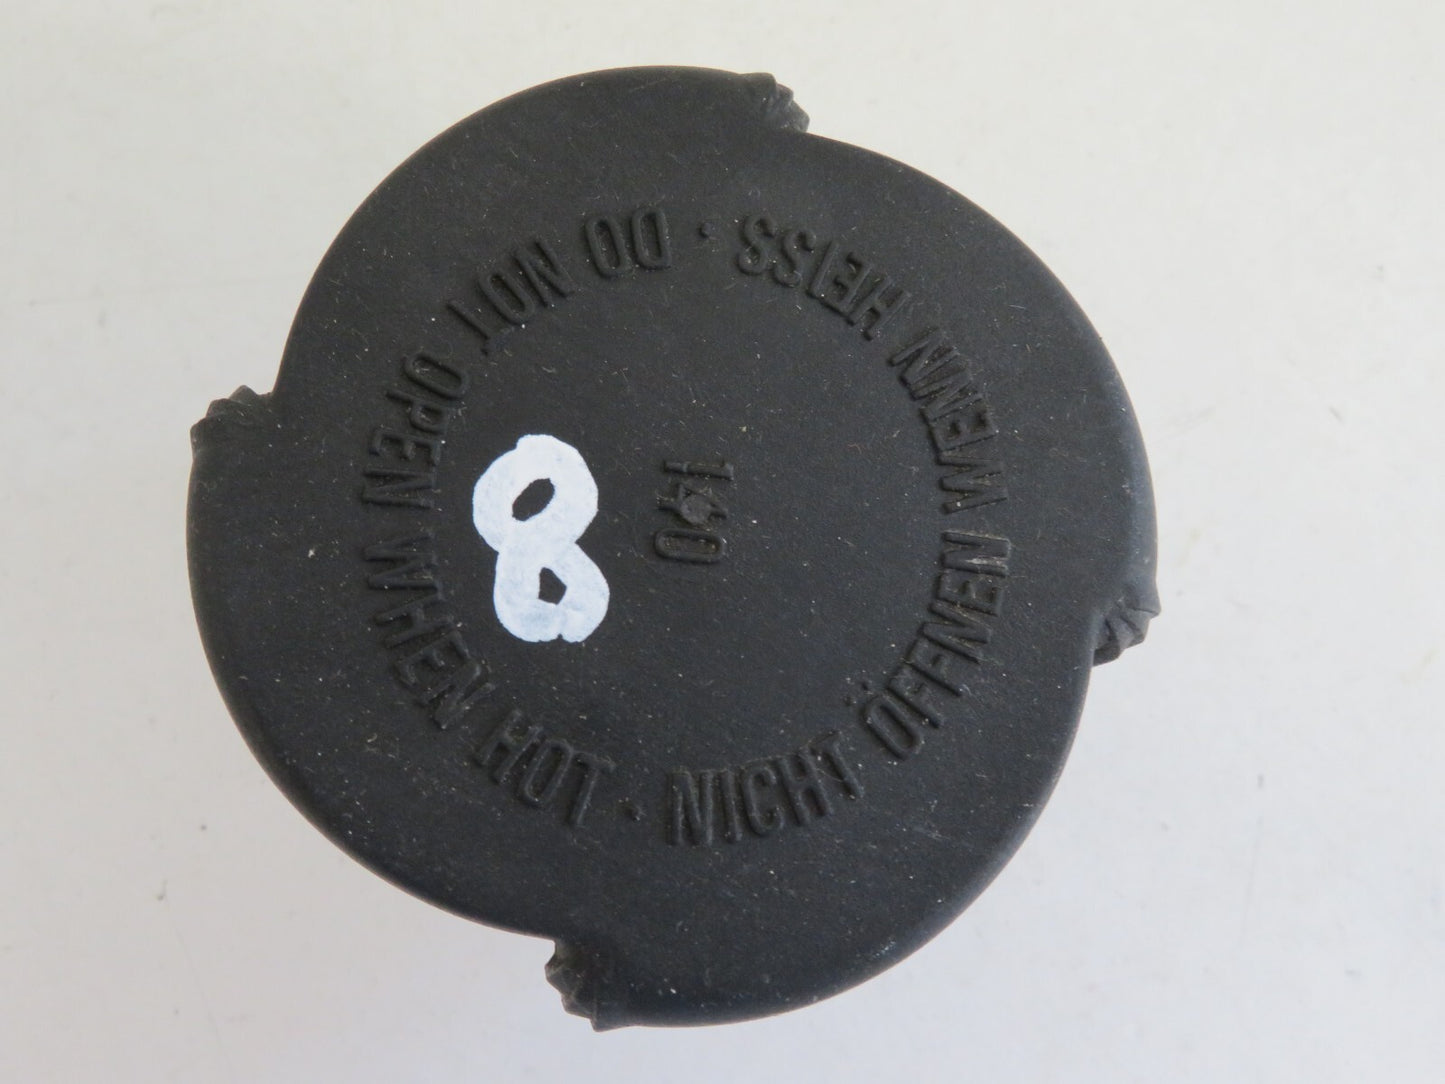 DO NOT OPEN WHEN HOT · NICHT ÖFFNEN WENN HEISS ·
140
8